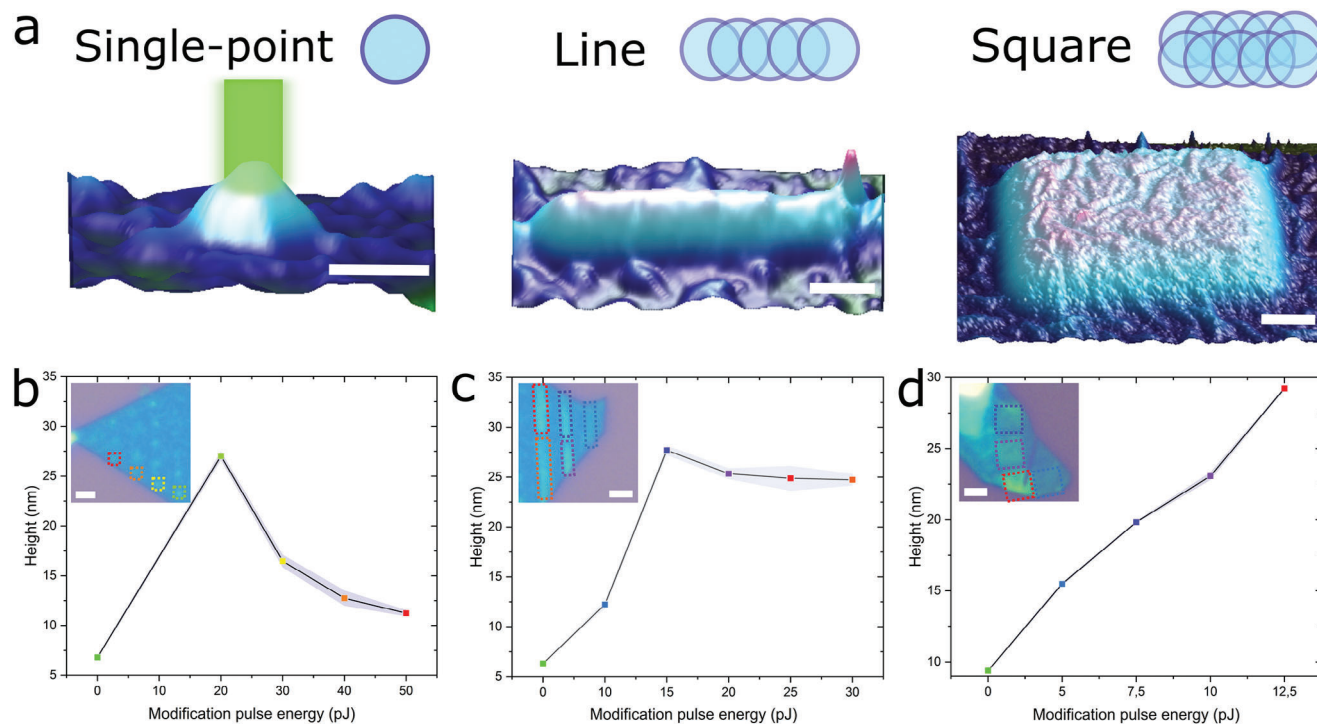 a
Single-point
Line
Square
b
35
30
25
20
15
10
5
Height (nm)
0 10 20 30 40 50
Modification pulse energy (pJ)
c
35
30
25
20
15
10
5
Height (nm)
0 10 15 20 25 30
Modification pulse energy (pJ)
d
30
25
20
15
10
Height (nm)
0 5 7,5 10 12,5
Modification pulse energy (pJ)